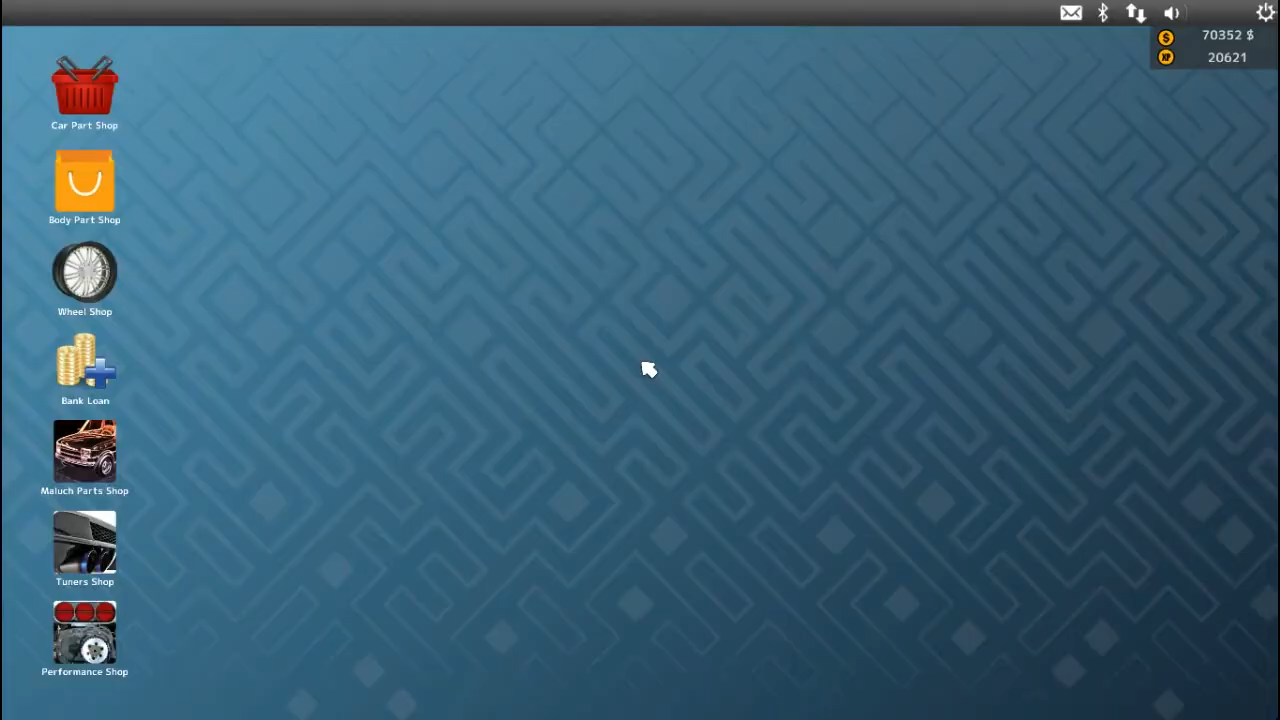 70352 $
XP 20621
Car Part Shop
Body Part Shop
Wheel Shop
Bank Loan
Maluch Parts Shop
Tuners Shop
Performance Shop